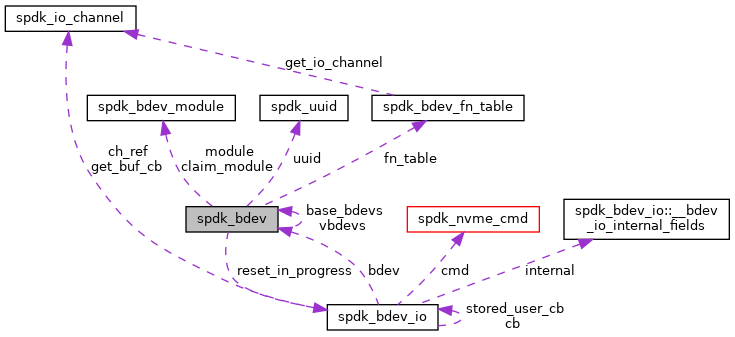 spdk_io_channel
get_io_channel
spdk_bdev_module
spdk_uuid
spdk_bdev_fn_table
ch_ref
get_buf_cb
module
claim_module
uuid
fn_table
spdk_bdev
base_bdevs
vbdevs
spdk_nvme_cmd
spdk_bdev_io::__bdev
_io_internal_fields
reset_in_progress
bdev
cmd
internal
spdk_bdev_io
stored_user_cb
cb